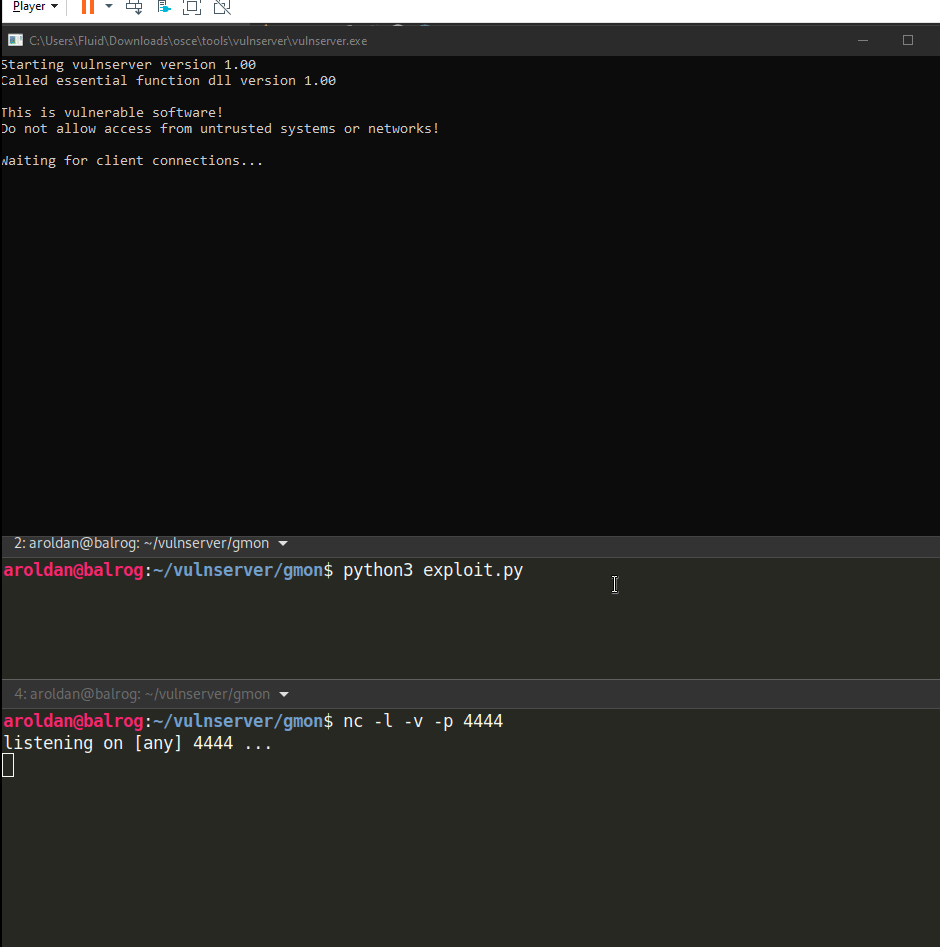 Player
C:\Users\Fluid\Downloads\osce\tools\vulnserver\vulnserver.exe
Starting vulnserver version 1.00
Called essential function dll version 1.00
This is vulnerable software!
Do not allow access from untrusted systems or networks!
Waiting for client connections...
2: aroldan@balrog: ~/vulnserver/gmon
aroldan@balrog:~/vulnserver/gmon$ python3 exploit.py
4: aroldan@balrog: ~/vulnserver/gmon
aroldan@balrog:~/vulnserver/gmon$ nc -l -v -p 4444
listening on [any] 4444 ...